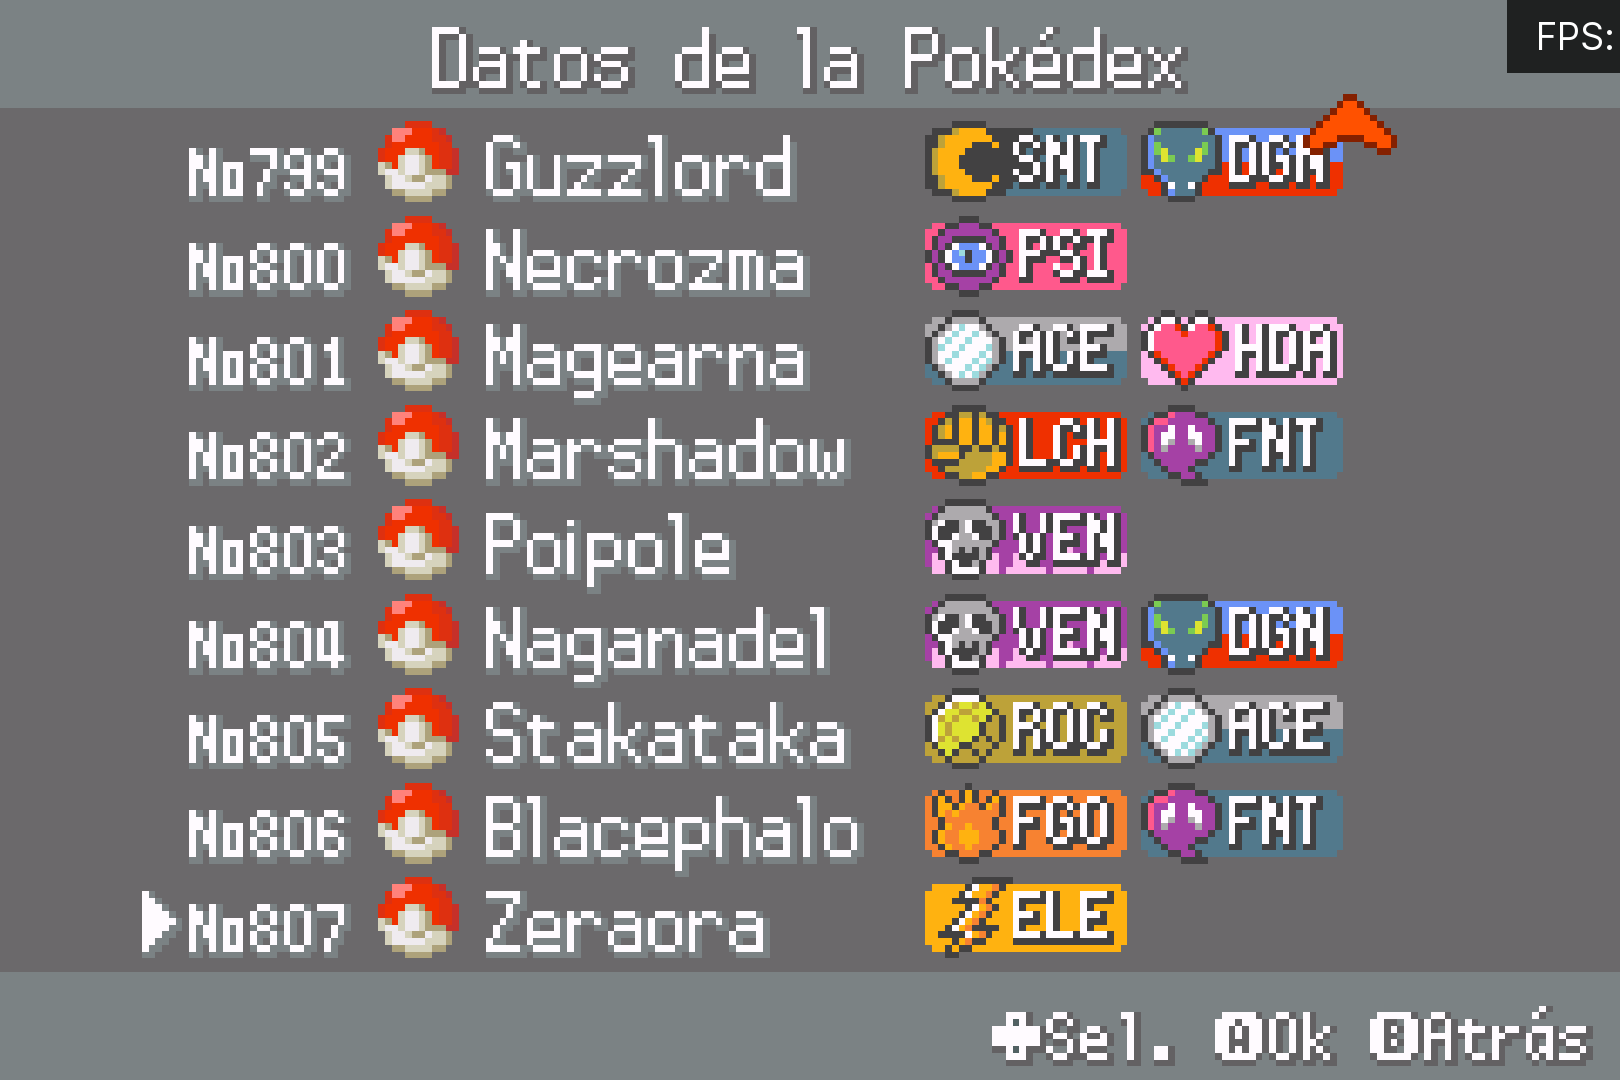 Datos de la Pokédex
FPS:
No799 Guzzlord SNT DGN
No800 Necrozma PSI
No801 Magearna ACE HDA
No802 Marshadow LCH FNT
No803 Poipole VEN
No804 Naganadel VEN DGN
No805 Stakataka ROC ACE
No806 Blacephalo FGO FNT
No807 Zeraora ELE
Sel. A Ok B Atrás